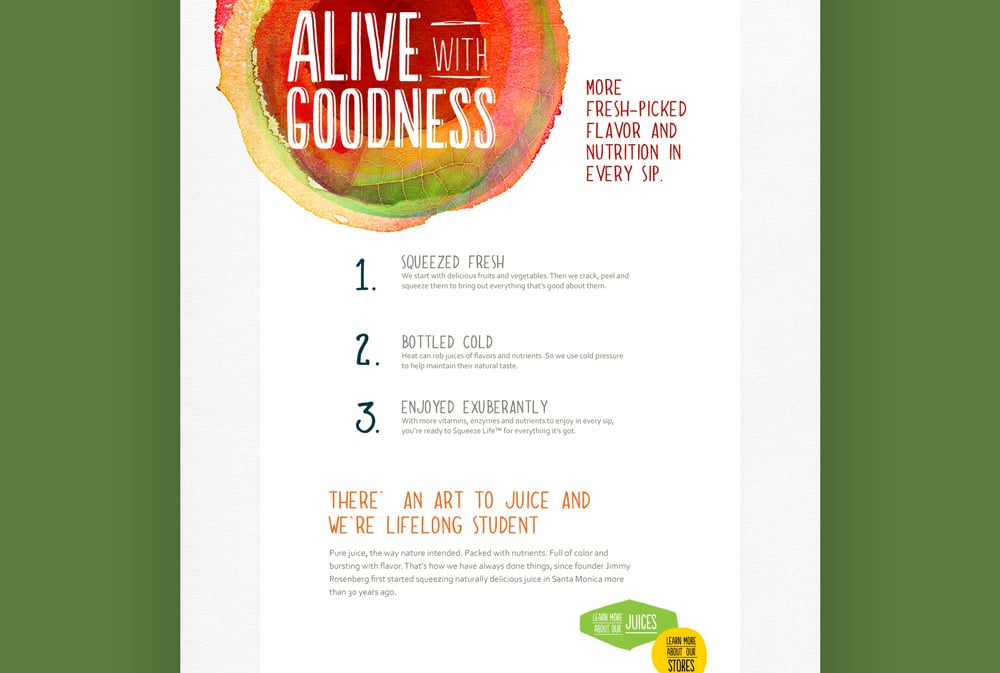 ALIVE WITH
GOODNESS
MORE
FRESH-PICKED
FLAVOR AND
NUTRITION IN
EVERY SIP.
1.
SQUEEZED FRESH
We start with delicious fruits and vegetables. Then we crack, peel and
squeeze them to bring out everything that's good about them.
2.
BOTTLED COLD
Heat can rob juices of flavors and nutrients. So we use cold pressure
to help maintain their natural taste.
3.
ENJOYED EXUBERANTLY
With more vitamins, enzymes and nutrients to enjoy in every sip,
you're ready to Squeeze Life™ for everything it's got.
THERE' AN ART TO JUICE AND
WE'RE LIFELONG STUDENT
Pure juice, the way nature intended. Packed with nutrients. Full of color and
bursting with flavor. That's how we have always done things, since founder Jimmy
Rosenberg first started squeezing naturally delicious juice in Santa Monica more
than 30 years ago.
LEARN MORE
ABOUT OUR JUICES
LEARN MORE
ABOUT OUR
STORES